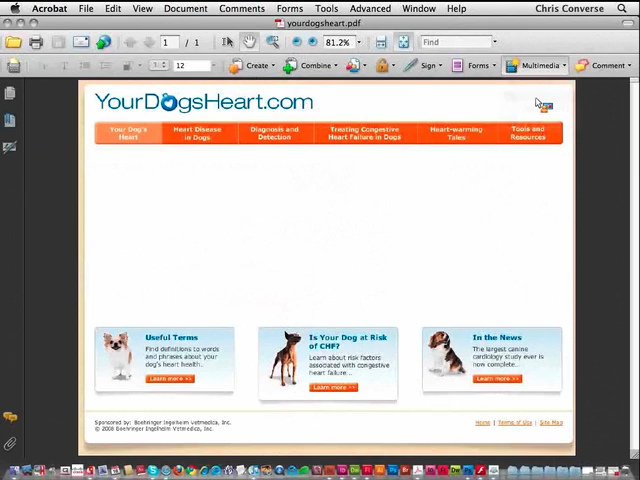 Acrobat File Edit View Document Comments Forms Tools Advanced Window Help Chris Converse
yourdogsheart.pdf
1 / 1 81.2% Find
12 Create Combine Sign Forms Multimedia Comment
YourDogsHeart.com
Your Dog's Heart
Heart Disease in Dogs
Diagnosis and Detection
Treating Congestive Heart Failure in Dogs
Heart-warming Tales
Tools and Resources
Useful Terms
Find definitions to words
and phrases about your
dog's heart health..
Learn more >>
Is Your Dog at Risk
of CHF?
Learn about risk factors
associated with congestive
heart failure...
Learn more >>
In the News
The largest canine
cardiology study ever is
now complete...
Learn more >>
Sponsored by: Boehringer Ingelheim Vetmedica, Inc.
© 2008 Boehringer Ingelheim Vetmedica, Inc.
Home | Terms of Use | Site Map